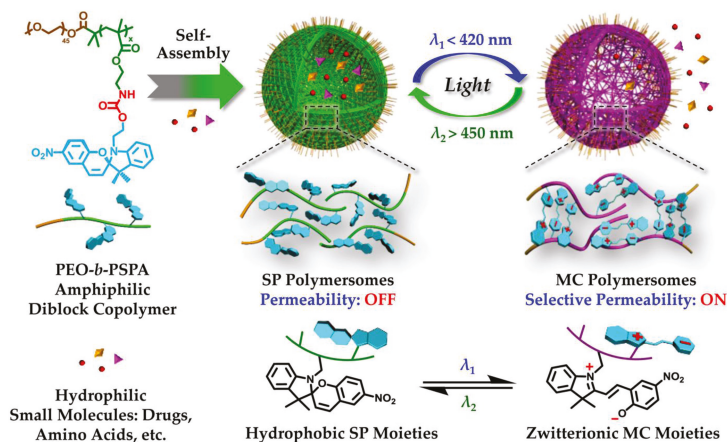 Self-
Assembly
λ1 < 420 nm
Light
λ2 > 450 nm
O
45
O
O
x
O
O
NH
O
O
NO2
O
N
PEO-b-PSPA
Amphiphilic
Diblock Copolymer
SP Polymersomes
Permeability: OFF
MC Polymersomes
Selective Permeability: ON
Hydrophilic
Small Molecules: Drugs,
Amino Acids, etc.
N
O
NO2
Hydrophobic SP Moieties
λ1
λ2
+
−
N
+
NO2
O
−
Zwitterionic MC Moieties